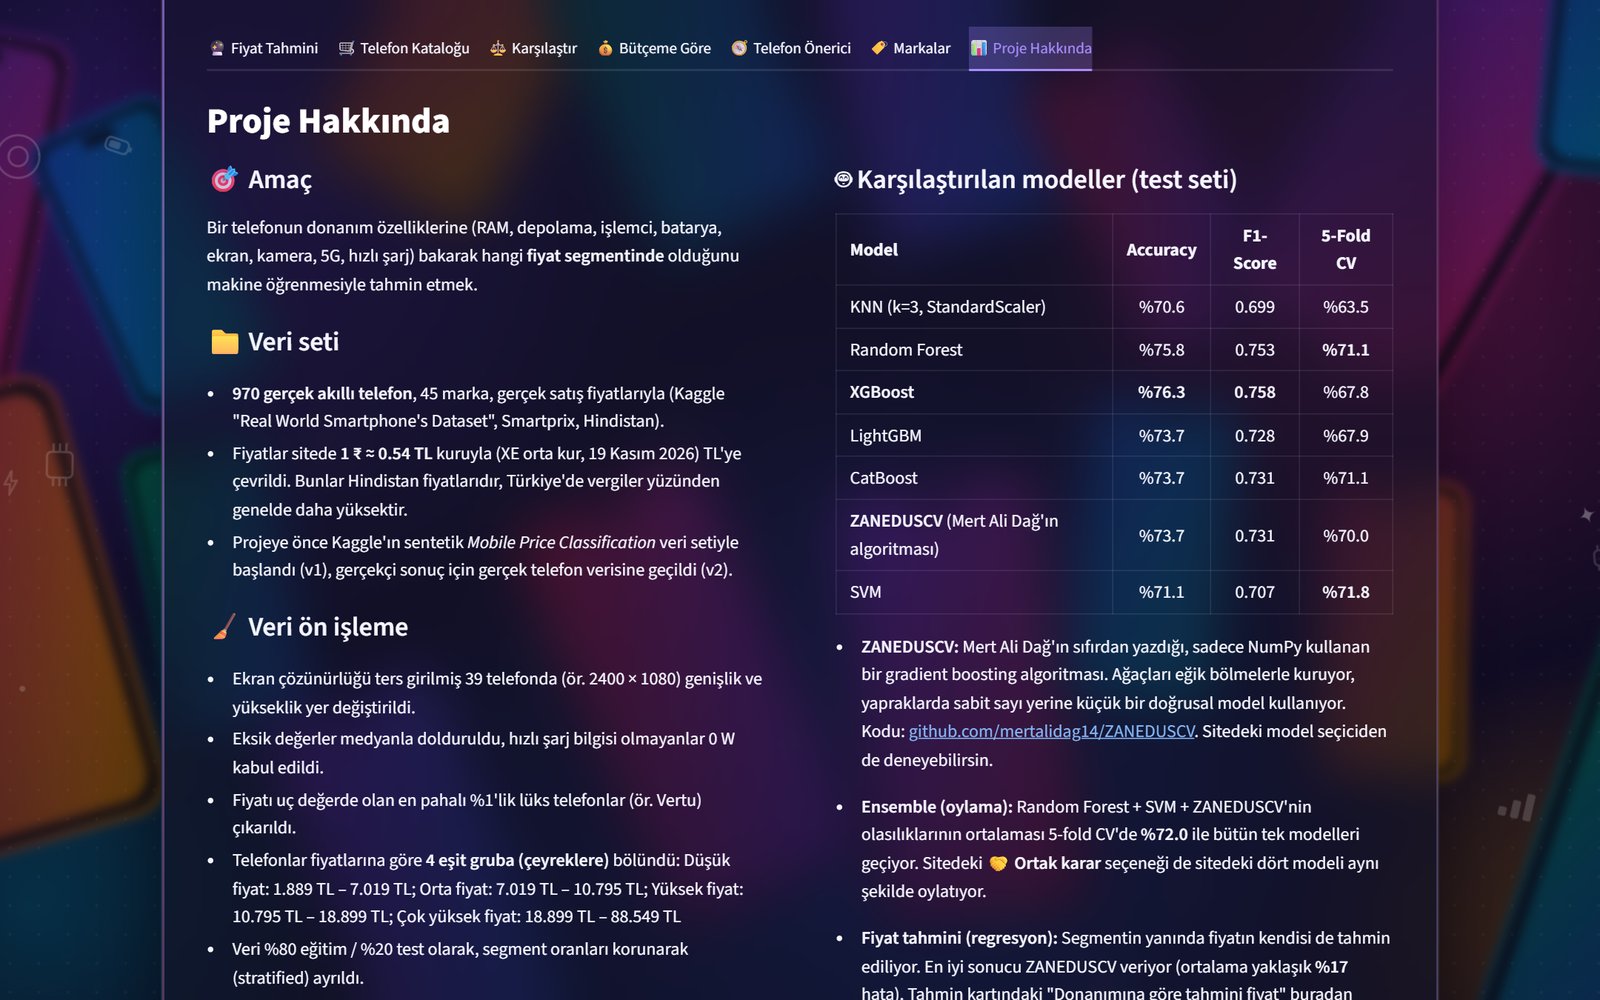 Fiyat Tahmini
Telefon Kataloğu
Karşılaştır
Bütçeme Göre
Telefon Önerici
Markalar
Proje Hakkında
Proje Hakkında
Amaç
Bir telefonun donanım özelliklerine (RAM, depolama, işlemci, batarya,
ekran, kamera, 5G, hızlı şarj) bakarak hangi fiyat segmentinde olduğunu
makine öğrenmesiyle tahmin etmek.
Veri seti
• 970 gerçek akıllı telefon, 45 marka, gerçek satış fiyatlarıyla (Kaggle
"Real World Smartphone's Dataset", Smartprix, Hindistan).
• Fiyatlar sitede 1 ₹ ≈ 0.54 TL kuruyla (XE orta kur, 19 Kasım 2026) TL'ye
çevrildi. Bunlar Hindistan fiyatlarıdır, Türkiye'de vergiler yüzünden
genelde daha yüksektir.
• Projeye önce Kaggle'ın sentetik Mobile Price Classification veri setiyle
başlandı (v1), gerçekçi sonuç için gerçek telefon verisine geçildi (v2).
Veri ön işleme
• Ekran çözünürlüğü ters girilmiş 39 telefonda (ör. 2400 × 1080) genişlik ve
yükseklik yer değiştirildi.
• Eksik değerler medyanla dolduruldu, hızlı şarj bilgisi olmayanlar 0 W
kabul edildi.
• Fiyatı uç değerde olan en pahalı %1'lik lüks telefonlar (ör. Vertu)
çıkarıldı.
• Telefonlar fiyatlarına göre 4 eşit gruba (çeyreklere) bölündü: Düşük
fiyat: 1.889 TL – 7.019 TL; Orta fiyat: 7.019 TL – 10.795 TL; Yüksek fiyat:
10.795 TL – 18.899 TL; Çok yüksek fiyat: 18.899 TL – 88.549 TL
• Veri %80 eğitim / %20 test olarak, segment oranları korunarak
(stratified) ayrıldı.
Karşılaştırılan modeller (test seti)
Model Accuracy F1-Score 5-Fold CV
KNN (k=3, StandardScaler) %70.6 0.699 %63.5
Random Forest %75.8 0.753 %71.1
XGBoost %76.3 0.758 %67.8
LightGBM %73.7 0.728 %67.9
CatBoost %73.7 0.731 %71.1
ZANEDUSCV (Mert Ali Dağ'ın
algoritması) %73.7 0.731 %70.0
SVM %71.1 0.707 %71.8
• ZANEDUSCV: Mert Ali Dağ'ın sıfırdan yazdığı, sadece NumPy kullanan
bir gradient boosting algoritması. Ağaçları eğik bölmelerle kuruyor,
yapraklarda sabit sayı yerine küçük bir doğrusal model kullanıyor.
Kodu: github.com/mertalidag14/ZANEDUSCV. Sitedeki model seçiciden
de deneyebilirsin.
• Ensemble (oylama): Random Forest + SVM + ZANEDUSCV'nin
olasılıklarının ortalaması 5-fold CV'de %72.0 ile bütün tek modelleri
geçiyor. Sitedeki Ortak karar seçeneği de sitedeki dört modeli aynı
şekilde oylatıyor.
• Fiyat tahmini (regresyon): Segmentin yanında fiyatın kendisi de tahmin
ediliyor. En iyi sonucu ZANEDUSCV veriyor (ortalama yaklaşık %17
hata). Tahmin kartındaki "Donanımına göre tahmini fiyat" buradan